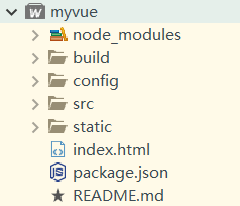 myvue
node_modules
build
config
src
static
index.html
package.json
README.md